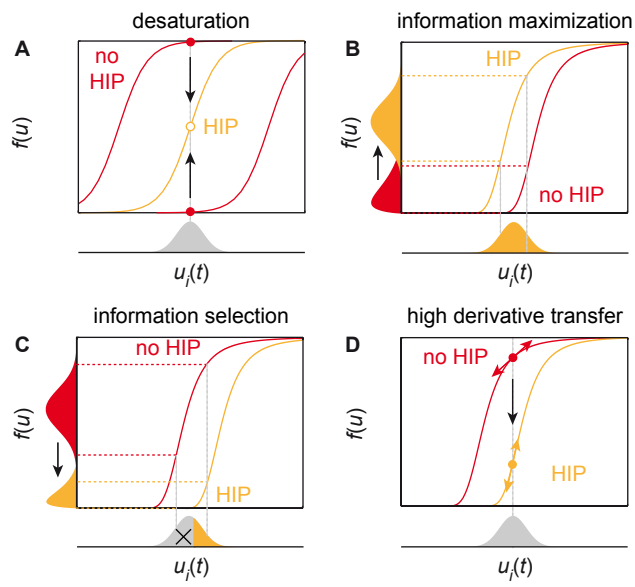 desaturation
A
no
HIP
HIP
f(u)
u_i(t)
information maximization
B
HIP
no HIP
f(u)
u_i(t)
information selection
C
no HIP
HIP
f(u)
u_i(t)
high derivative transfer
D
no HIP
HIP
f(u)
u_i(t)